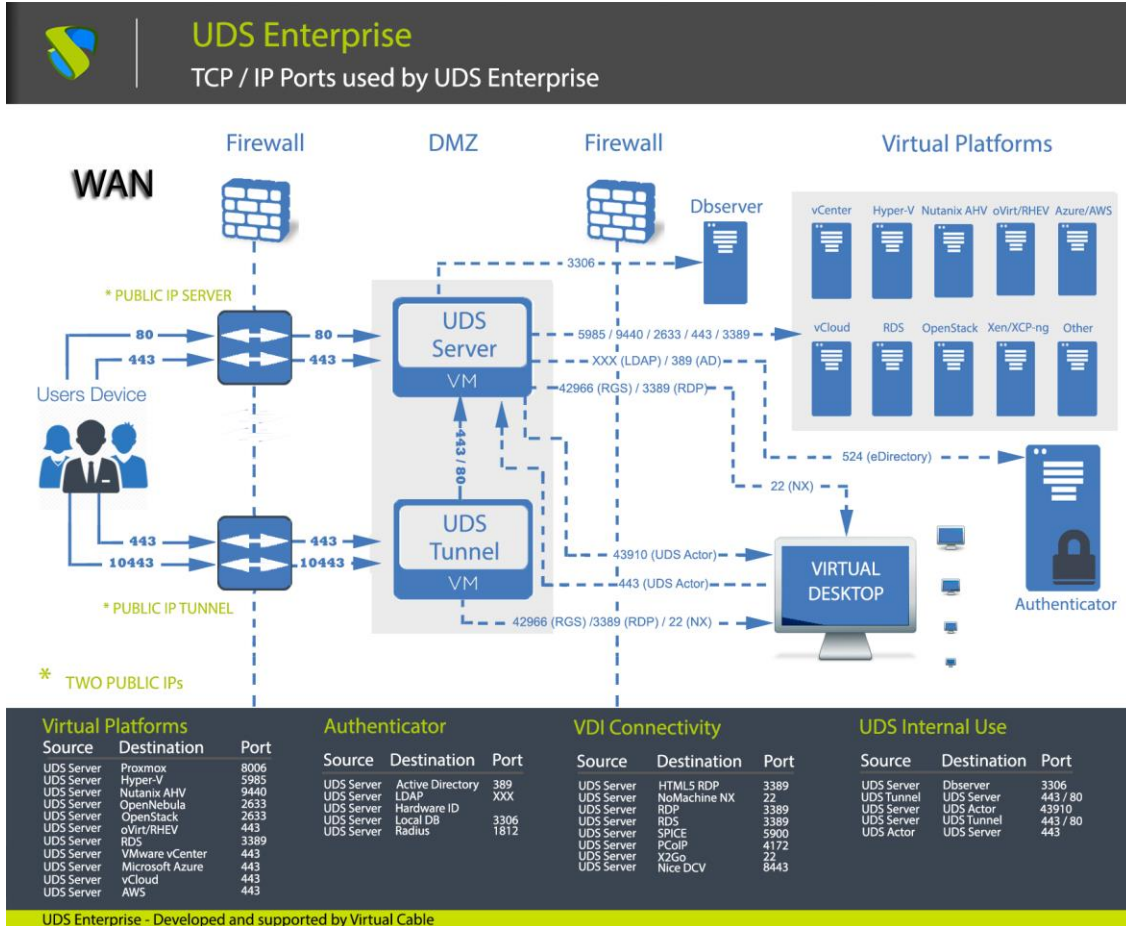 UDS Enterprise
TCP / IP Ports used by UDS Enterprise
Firewall
DMZ
Firewall
Virtual Platforms
WAN
Dbserver
vCenter
Hyper-V
Nutanix AHV
oVirt/RHEV
Azure/AWS
3306
* PUBLIC IP SERVER
80
443
80
443
UDS
Server
VM
5985 / 9440 / 2633 / 443 / 3389
XXX (LDAP) / 389 (AD)
42966 (RGS) / 3389 (RDP)
vCloud
RDS
OpenStack
Xen/XCP-ng
Other
Users Device
443 / 80
524 (eDirectory)
22 (NX)
443
10443
443
10443
UDS
Tunnel
VM
43910 (UDS Actor)
443 (UDS Actor)
42966 (RGS) /3389 (RDP) / 22 (NX)
VIRTUAL
DESKTOP
Authenticator
* PUBLIC IP TUNNEL
* TWO PUBLIC IPs
Virtual Platforms
Source Destination Port
UDS Server Proxmox 8006
UDS Server Hyper-V 5985
UDS Server Nutanix AHV 9440
UDS Server OpenNebula 2633
UDS Server OpenStack 2633
UDS Server oVirt/RHEV 443
UDS Server RDS 3389
UDS Server VMware vCenter 443
UDS Server Microsoft Azure 443
UDS Server vCloud 443
UDS Server AWS 443
Authenticator
Source Destination Port
UDS Server Active Directory 389
UDS Server LDAP XXX
UDS Server Hardware ID
UDS Server Local DB 3306
UDS Server Radius 1812
VDI Connectivity
Source Destination Port
UDS Server HTML5 RDP 3389
UDS Server NoMachine NX 22
UDS Server RDP 3389
UDS Server RDS 3389
UDS Server SPICE 5900
UDS Server PCoIP 4172
UDS Server X2Go 22
UDS Server Nice DCV 8443
UDS Internal Use
Source Destination Port
UDS Server Dbserver 3306
UDS Tunnel UDS Server 443 / 80
UDS Server UDS Actor 43910
UDS Server UDS Tunnel 443 / 80
UDS Actor UDS Server 443
UDS Enterprise - Developed and supported by Virtual Cable